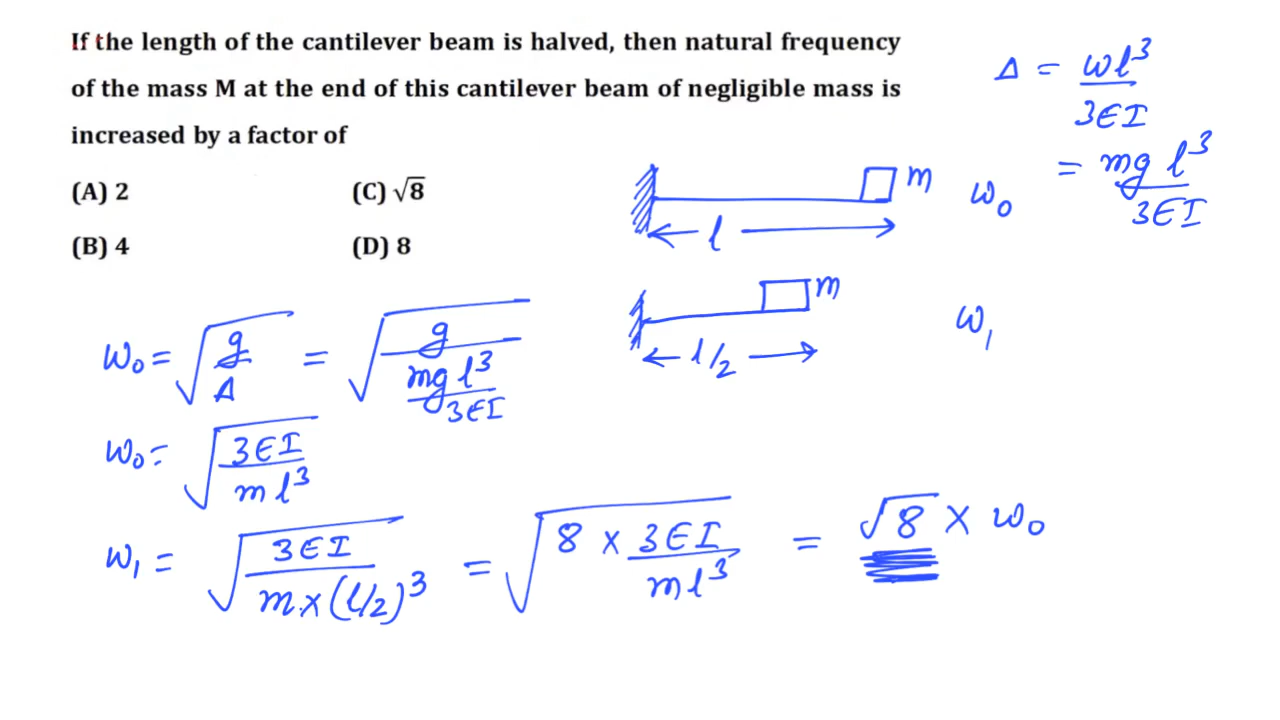 If the length of the cantilever beam is halved, then natural frequency
of the mass M at the end of this cantilever beam of negligible mass is
increased by a factor of
(A) 2 (C) √8
(B) 4 (D) 8
Δ = Wl³/3EI
= mgl³/3EI
m ω₀
l
m ω₁
l/2
ω₀ = √(g/Δ) = √(g/(mgl³/3EI))
ω₀ = √(3EI/ml³)
ω₁ = √(3EI/m×(l/2)³) = √(8 × 3EI/ml³) = √8 × ω₀